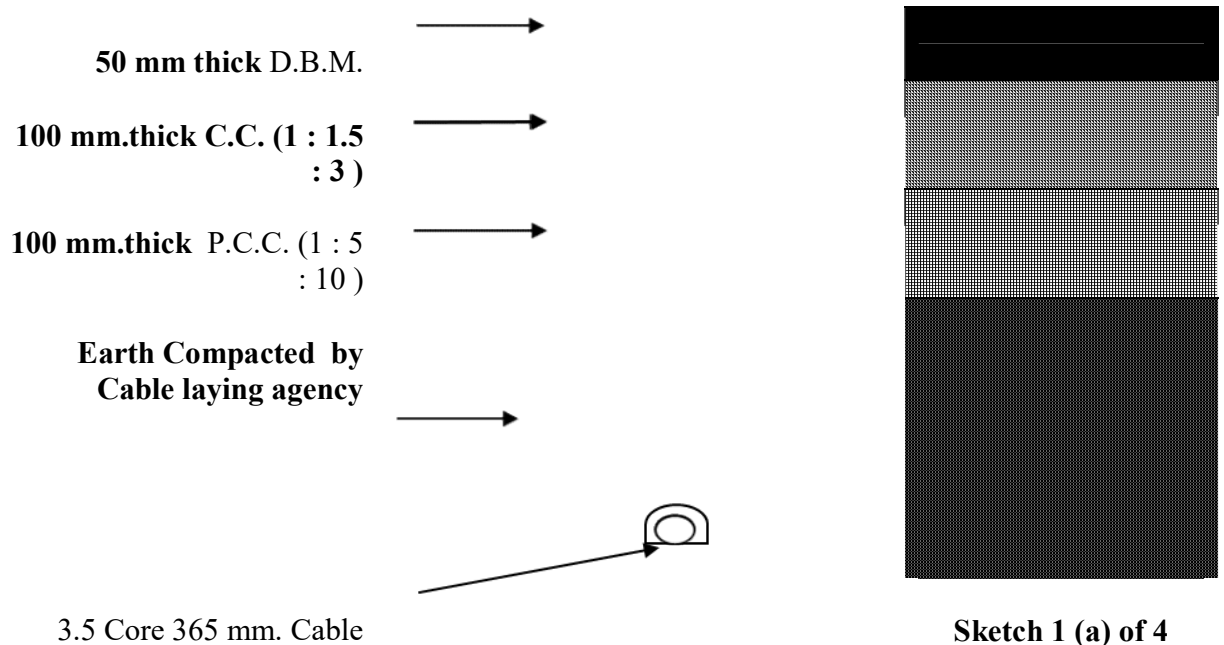 50 mm thick D.B.M.
100 mm.thick C.C. (1 : 1.5
: 3 )
100 mm.thick P.C.C. (1 : 5
: 10 )
Earth Compacted by
Cable laying agency
3.5 Core 365 mm. Cable
Sketch 1 (a) of 4